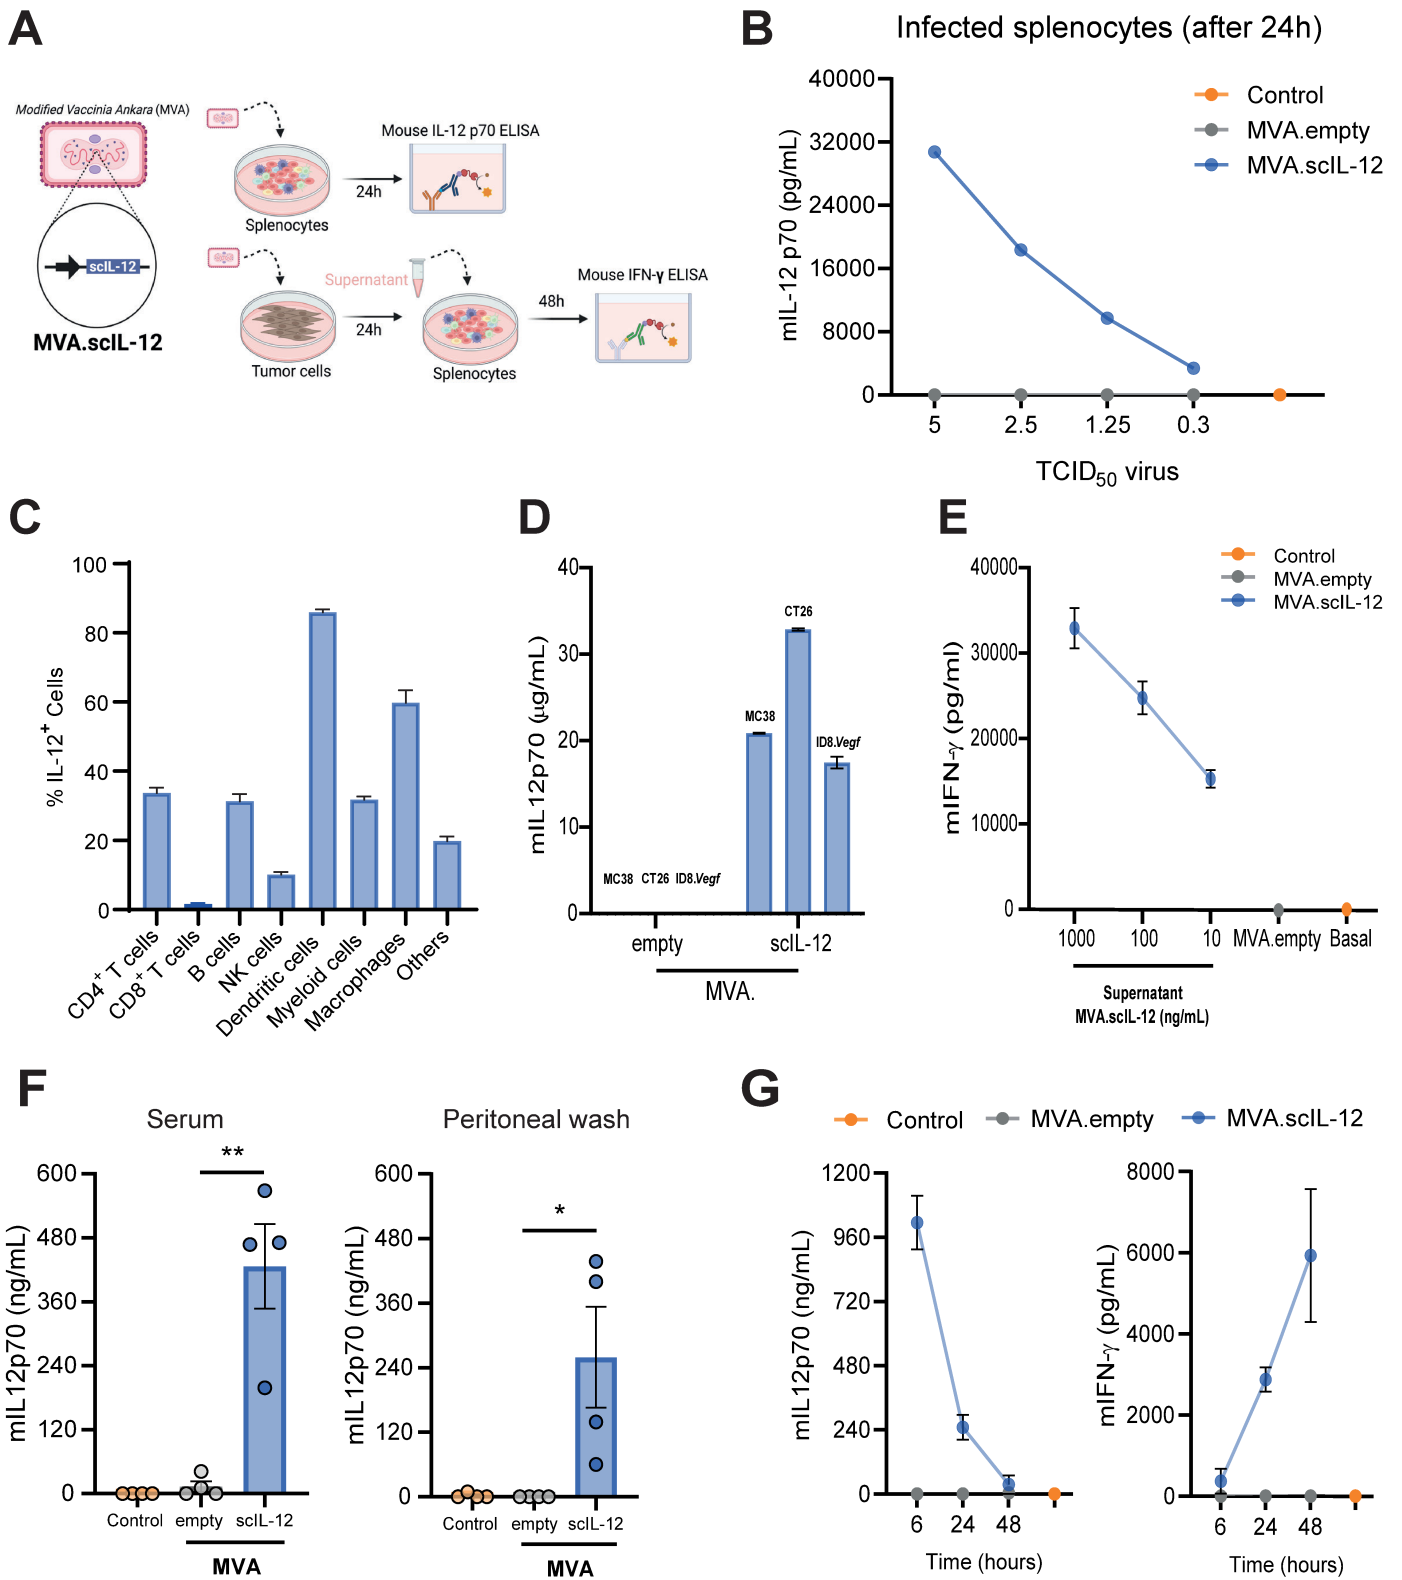 A
Modified Vaccinia Ankara (MVA)
scIL-12
MVA.scIL-12
Mouse IL-12 p70 ELISA
24h
Splenocytes
Supernatant
Mouse IFN-γ ELISA
24h
48h
Tumor cells
Splenocytes
B
Infected splenocytes (after 24h)
mIL-12 p70 (pg/mL)
40000
32000
24000
16000
8000
0
5 2.5 1.25 0.3
TCID50 virus
Control
MVA.empty
MVA.scIL-12
C
% IL-12+ Cells
100
80
60
40
20
0
CD4+ T cells
CD8+ T cells
B cells
NK cells
Dendritic cells
Myeloid cells
Macrophages
Others
D
mIL12p70 (µg/mL)
40
30
20
10
0
MC38 CT26 ID8.Vegf
MC38
CT26
ID8.Vegf
empty scIL-12
MVA.
E
Control
MVA.empty
MVA.scIL-12
mIFN-γ (pg/ml)
40000
30000
20000
10000
0
1000 100 10 MVA.empty Basal
Supernatant
MVA.scIL-12 (ng/mL)
F
Serum
**
mIL12p70 (ng/mL)
600
480
360
240
120
0
Control empty scIL-12
MVA
Peritoneal wash
*
mIL12p70 (ng/mL)
600
480
360
240
120
0
Control empty scIL-12
MVA
G
Control MVA.empty MVA.scIL-12
mIL12p70 (ng/mL)
1200
960
720
480
240
0
6 24 48
Time (hours)
mIFN-γ (pg/mL)
8000
6000
4000
2000
0
6 24 48
Time (hours)